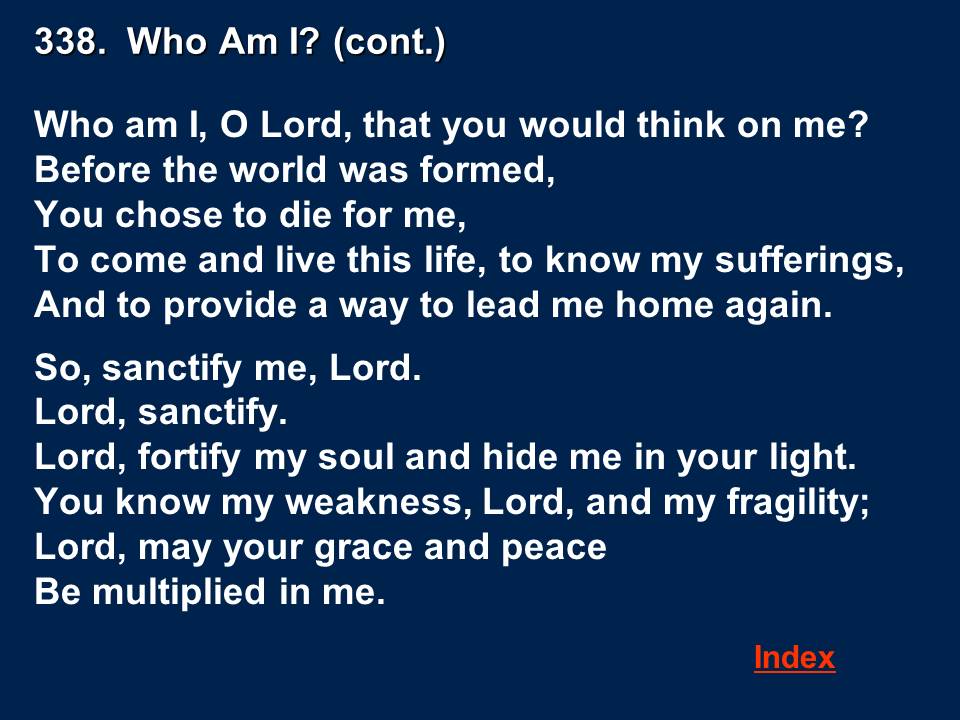 338.  Who Am I? (cont.)
Who am I, O Lord, that you would think on me?
Before the world was formed,
You chose to die for me,
To come and live this life, to know my sufferings,
And to provide a way to lead me home again.
So, sanctify me, Lord.
Lord, sanctify.
Lord, fortify my soul and hide me in your light.
You know my weakness, Lord, and my fragility;
Lord, may your grace and peace
Be multiplied in me.
Index